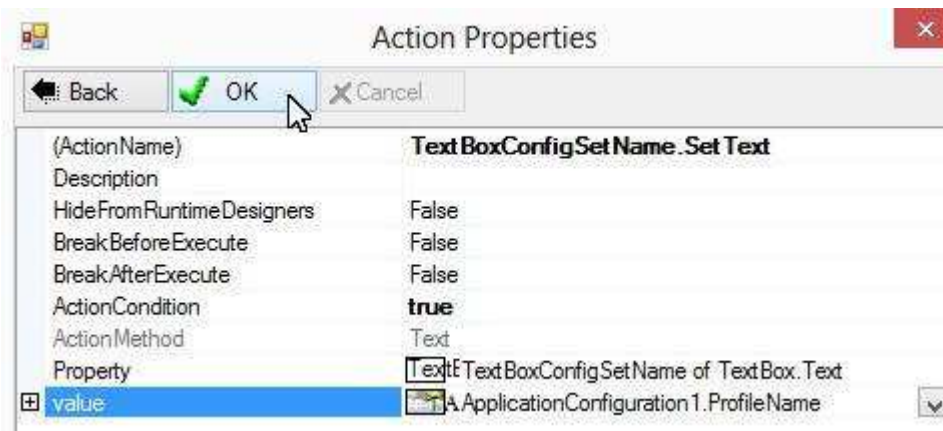 Action Properties
Back OK Cancel
(ActionName) TextBoxConfigSetName.SetText
Description
HideFromRuntimeDesigners False
BreakBeforeExecute False
BreakAfterExecute False
ActionCondition true
ActionMethod Text
Property TextBoxConfigSetName of TextBox.Text
value ApplicationConfiguration1.ProfileName